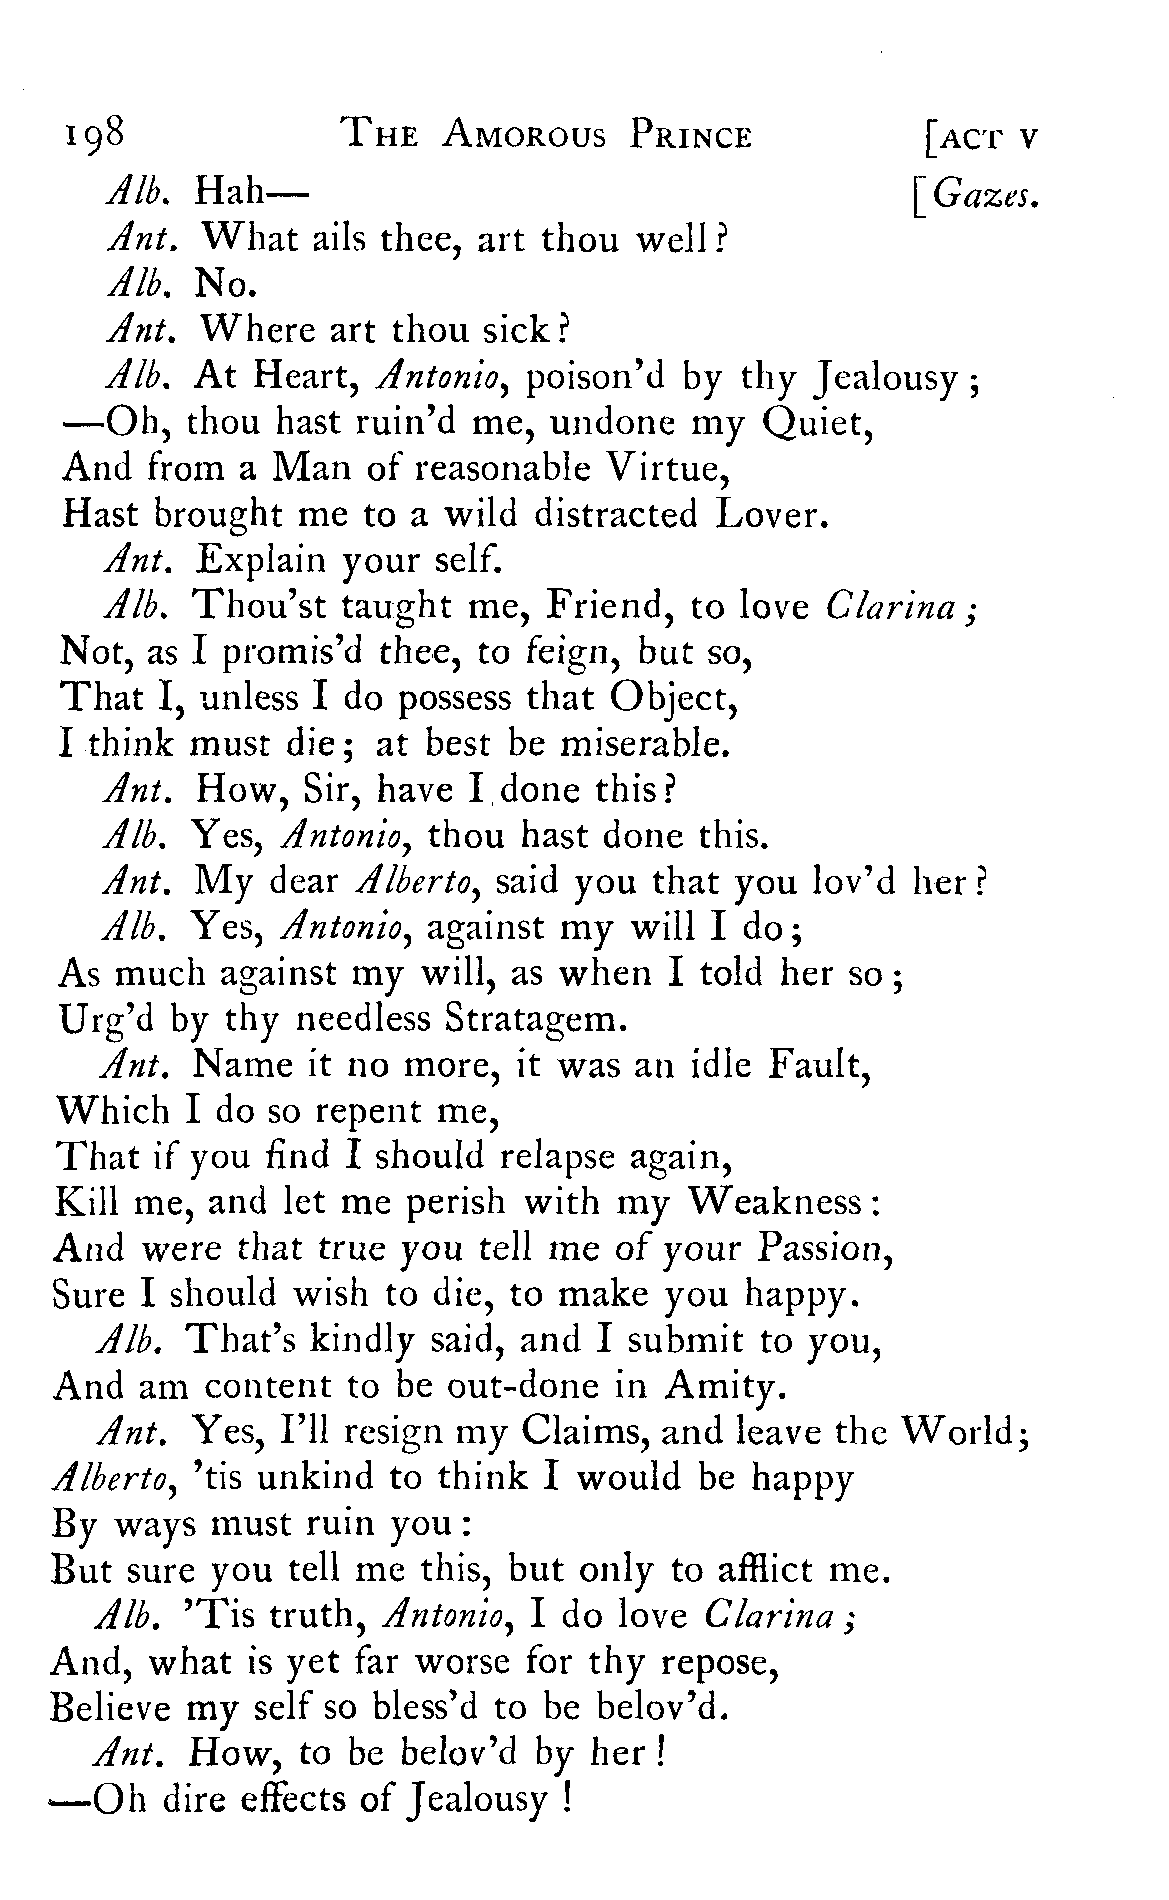 198 THE AMOROUS PRINCE [ACT V
Alb. Hah— [Gazes.
Ant. What ails thee, art thou well?
Alb. No.
Ant. Where art thou sick?
Alb. At Heart, Antonio, poison'd by thy Jealousy;
—Oh, thou hast ruin'd me, undone my Quiet,
And from a Man of reasonable Virtue,
Hast brought me to a wild distracted Lover.
Ant. Explain your self.
Alb. Thou'st taught me, Friend, to love Clarina;
Not, as I promis'd thee, to feign, but so,
That I, unless I do possess that Object,
I think must die; at best be miserable.
Ant. How, Sir, have I done this?
Alb. Yes, Antonio, thou hast done this.
Ant. My dear Alberto, said you that you lov'd her?
Alb. Yes, Antonio, against my will I do;
As much against my will, as when I told her so;
Urg'd by thy needless Stratagem.
Ant. Name it no more, it was an idle Fault,
Which I do so repent me,
That if you find I should relapse again,
Kill me, and let me perish with my Weakness:
And were that true you tell me of your Passion,
Sure I should wish to die, to make you happy.
Alb. That's kindly said, and I submit to you,
And am content to be out-done in Amity.
Ant. Yes, I'll resign my Claims, and leave the World;
Alberto, 'tis unkind to think I would be happy
By ways must ruin you:
But sure you tell me this, but only to afflict me.
Alb. 'Tis truth, Antonio, I do love Clarina;
And, what is yet far worse for thy repose,
Believe my self so bless'd to be belov'd.
Ant. How, to be belov'd by her!
—Oh dire effects of Jealousy!